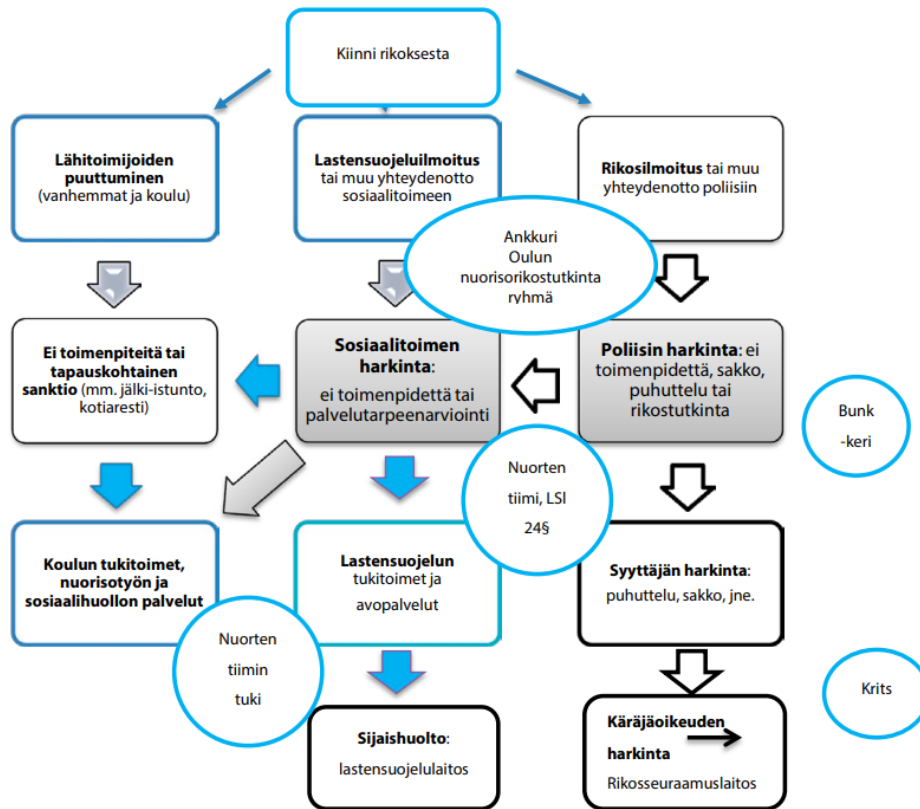 Kiinni rikoksesta
Lähitoimijoiden
puuttuminen
(vanhemmat ja koulu)
Lastensuojeluilmoitus
tai muu yhteydenotto
sosiaalitoimeen
Rikosilmoitus tai muu
yhteydenotto poliisiin
Ankkuri
Oulun
nuorisorikostutkinta
ryhmä
Ei toimenpiteitä tai
tapauskohtainen
sanktio (mm. jälki-istunto,
kotiaresti)
Sosiaalitoimen
harkinta:
ei toimenpidettä tai
palvelutarpeenarviointi
Poliisin harkinta: ei
toimenpidettä, sakko,
puhuttelu tai
rikostutkinta
Bunk
-keri
Nuorten
tiimi, LSl
24§
Koulun tukitoimet,
nuorisotyön ja
sosiaalihuollon palvelut
Lastensuojelun
tukitoimet ja
avopalvelut
Syyttäjän harkinta:
puhuttelu, sakko, jne.
Nuorten
tiimin
tuki
Krits
Sijaishuolto:
lastensuojelulaitos
Käräjäoikeuden
harkinta
Rikosseuraamuslaitos